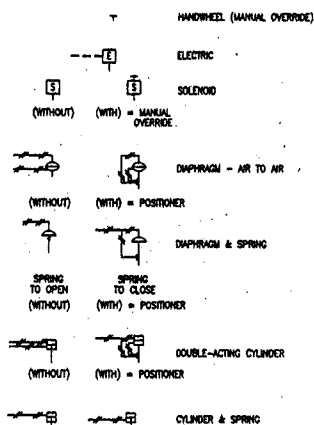 HANDWHEEL (MANUAL OVERRIDE)
E
ELECTRIC
S
S
SOLENOID
(WITHOUT) (WITH) = MANUAL
OVERRIDE
DIAPHRAGM - AIR TO AIR
(WITHOUT) (WITH) = POSITIONER
DIAPHRAGM & SPRING
SPRING SPRING
TO OPEN TO CLOSE
(WITHOUT) (WITH) = POSITIONER
DOUBLE-ACTING CYLINDER
(WITHOUT) (WITH) = POSITIONER
CYLINDER & SPRING